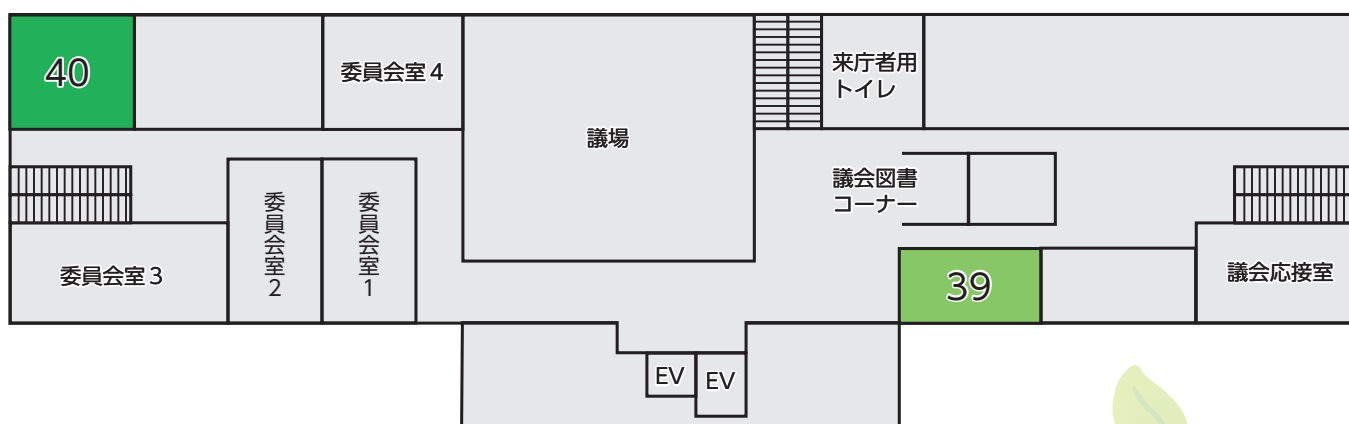 40
委員会室４
議場
来庁者用
トイレ
議会図書
コーナー
委員会室２
委員会室１
委員会室３
39
議会応接室
EV
EV